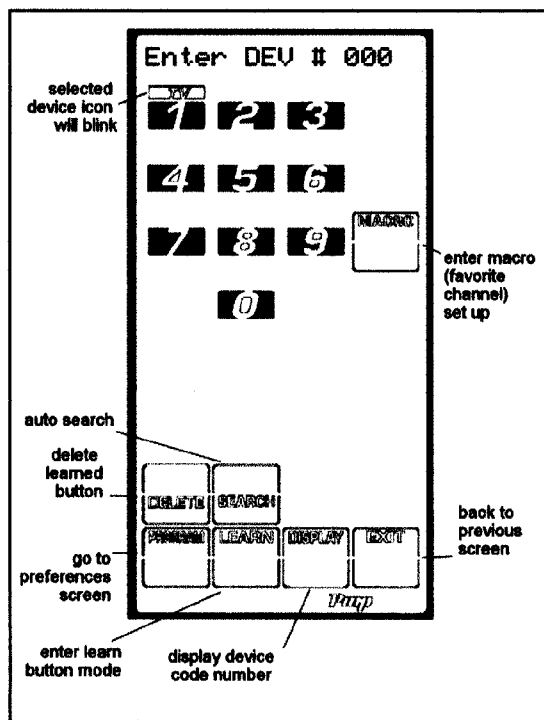 Enter DEV # 000
selected
device icon
will blink
TV
1 2 3
4 5 6
7 8 9
MACRO
enter macro
(favorite
channel)
set up
0
auto search
delete
learned
button
DELETE SEARCH
PROGRAM LEARN DISPLAY EXIT
go to
preferences
screen
back to
previous
screen
enter learn
button mode
display device
code number